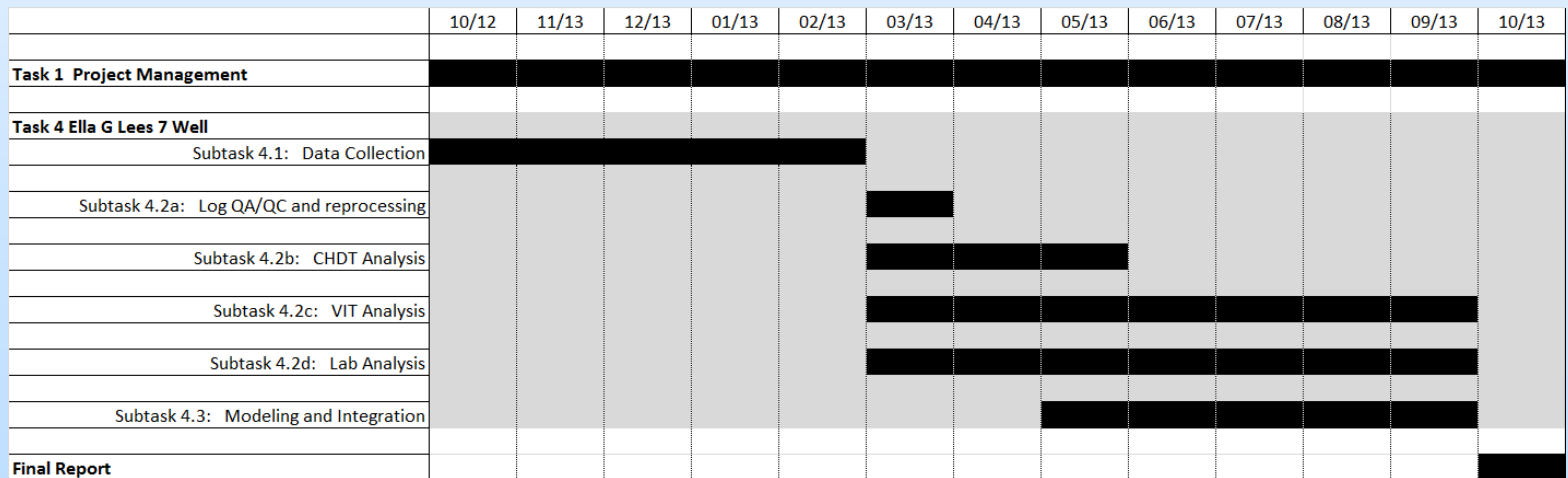 10/12 11/13 12/13 01/13 02/13 03/13 04/13 05/13 06/13 07/13 08/13 09/13 10/13
Task 1 Project Management
Task 4 Ella G Lees 7 Well
Subtask 4.1: Data Collection
Subtask 4.2a: Log QA/QC and reprocessing
Subtask 4.2b: CHDT Analysis
Subtask 4.2c: VIT Analysis
Subtask 4.2d: Lab Analysis
Subtask 4.3: Modeling and Integration
Final Report